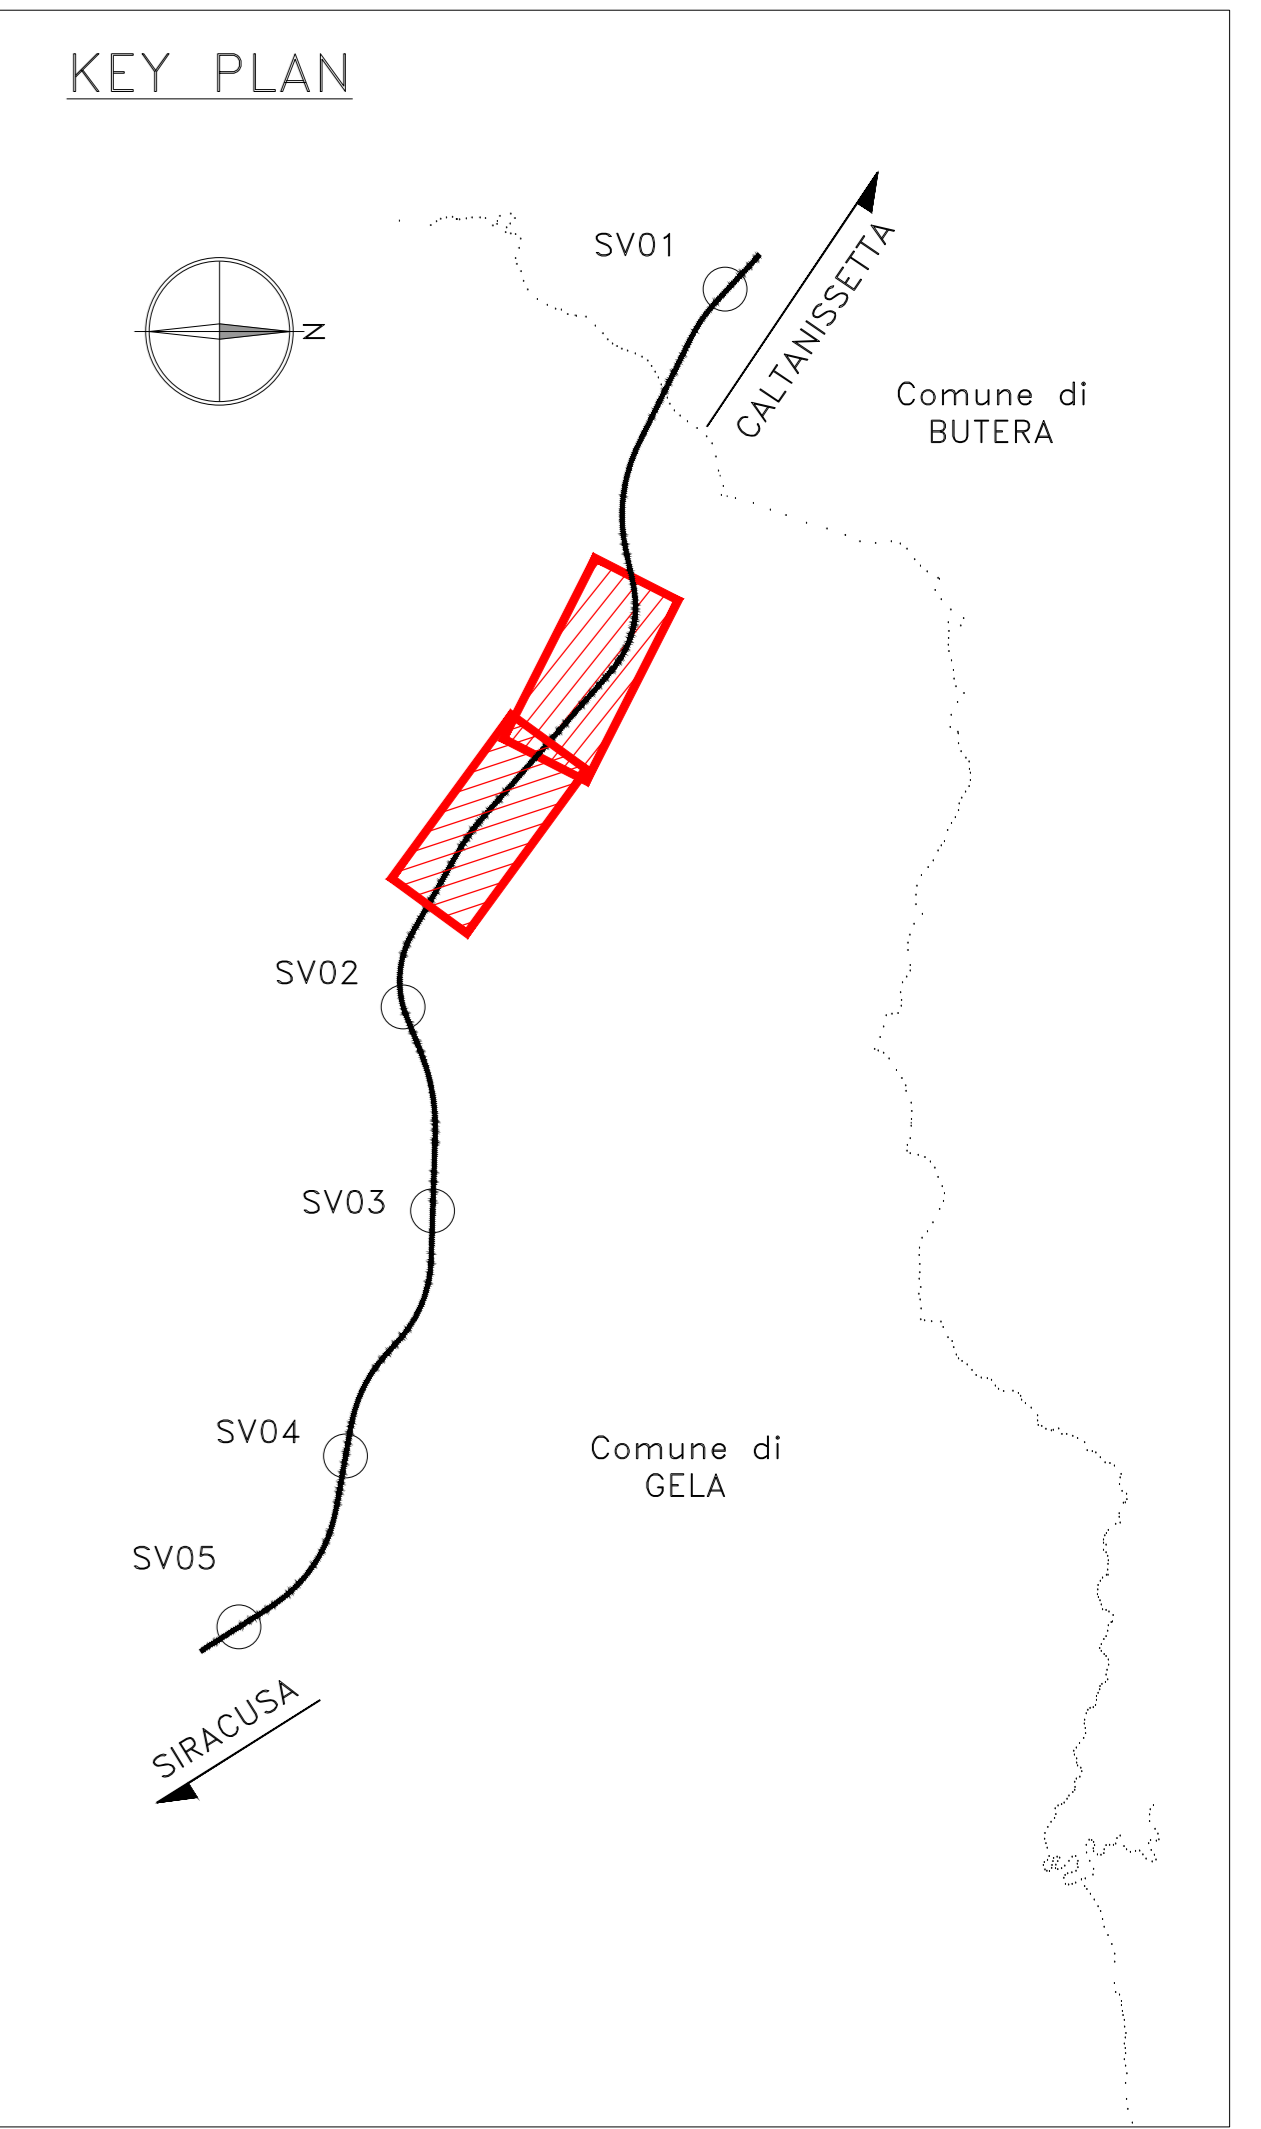 KEY PLAN
SV01
CALTANISSETTA
N
Comune di
BUTERA
SV02
SV03
SV04
Comune di
GELA
SV05
SIRACUSA